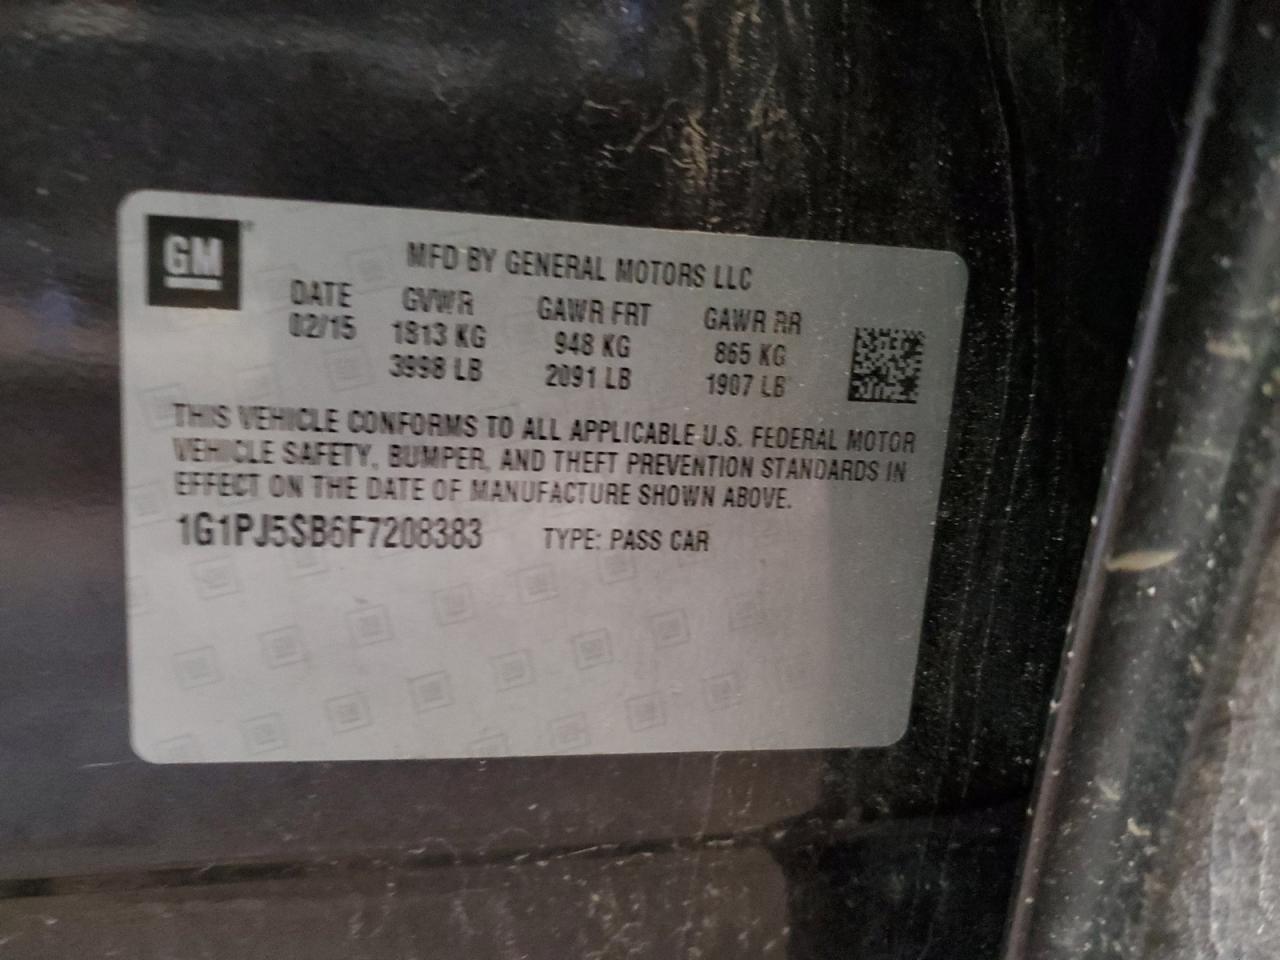 GM
MFD BY GENERAL MOTORS LLC
DATE GVWR GAWR FRT GAWR RR
02/15 1813 KG 948 KG 865 KG
3998 LB 2091 LB 1907 LB
THIS VEHICLE CONFORMS TO ALL APPLICABLE U.S. FEDERAL MOTOR
VEHICLE SAFETY, BUMPER, AND THEFT PREVENTION STANDARDS IN
EFFECT ON THE DATE OF MANUFACTURE SHOWN ABOVE.
1G1PJ5SB6F7208383 TYPE: PASS CAR